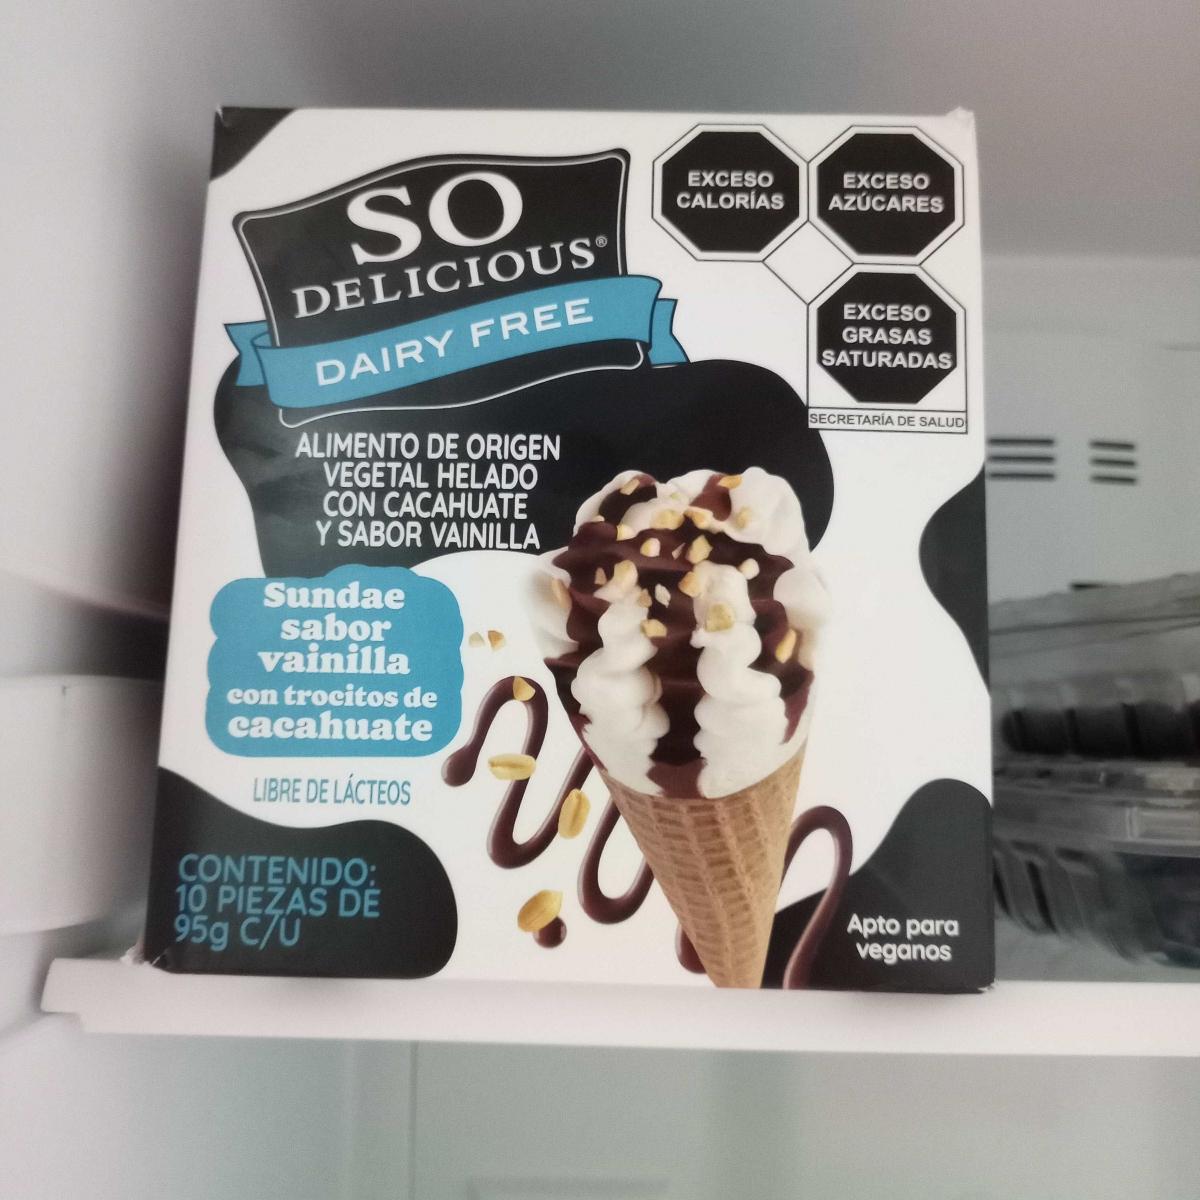 SO
DELICIOUS®
DAIRY FREE
EXCESO
CALORÍAS
EXCESO
AZÚCARES
EXCESO
GRASAS
SATURADAS
SECRETARÍA DE SALUD
ALIMENTO DE ORIGEN
VEGETAL HELADO
CON CACAHUATE
Y SABOR VAINILLA
Sundae
sabor
vainilla
con trocitos de
cacahuate
LIBRE DE LÁCTEOS
CONTENIDO:
10 PIEZAS DE
95g C/U
Apto para
veganos